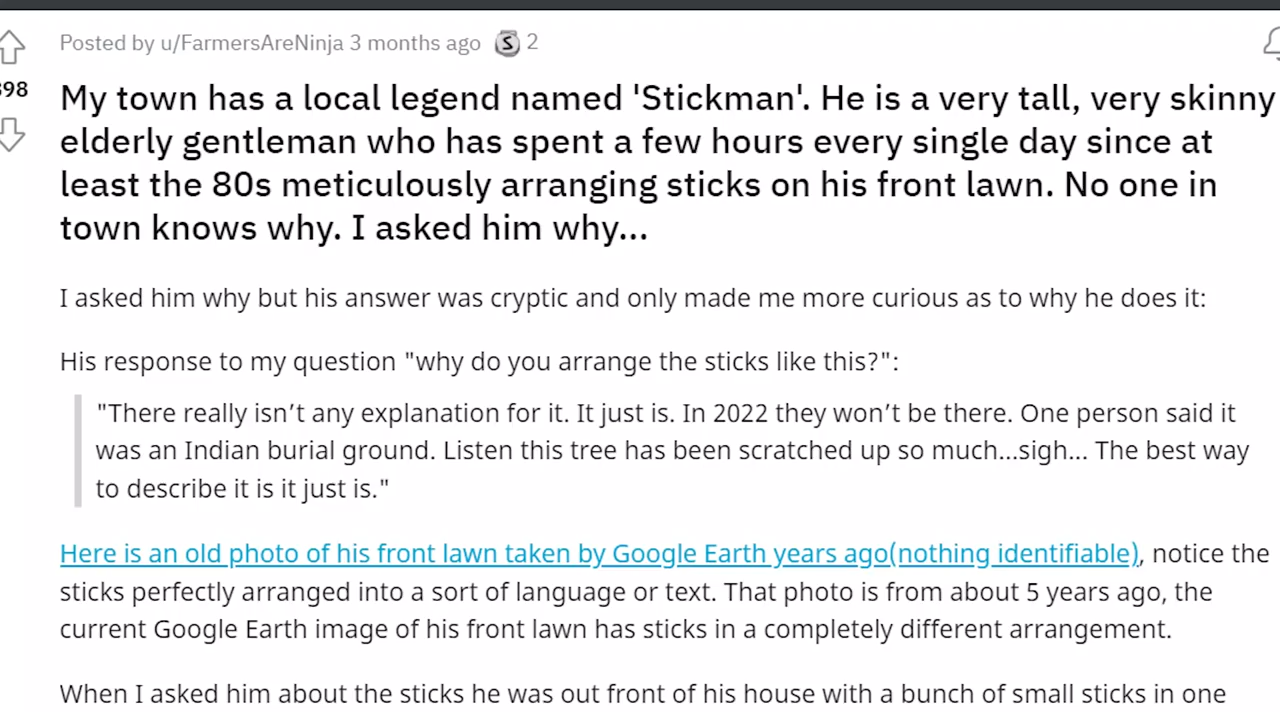 Posted by u/FarmersAreNinja 3 months ago S 2
98
My town has a local legend named 'Stickman'. He is a very tall, very skinny
elderly gentleman who has spent a few hours every single day since at
least the 80s meticulously arranging sticks on his front lawn. No one in
town knows why. I asked him why...
I asked him why but his answer was cryptic and only made me more curious as to why he does it:
His response to my question "why do you arrange the sticks like this?":
"There really isn’t any explanation for it. It just is. In 2022 they won’t be there. One person said it
was an Indian burial ground. Listen this tree has been scratched up so much...sigh... The best way
to describe it is it just is."
Here is an old photo of his front lawn taken by Google Earth years ago(nothing identifiable), notice the
sticks perfectly arranged into a sort of language or text. That photo is from about 5 years ago, the
current Google Earth image of his front lawn has sticks in a completely different arrangement.
When I asked him about the sticks he was out front of his house with a bunch of small sticks in one